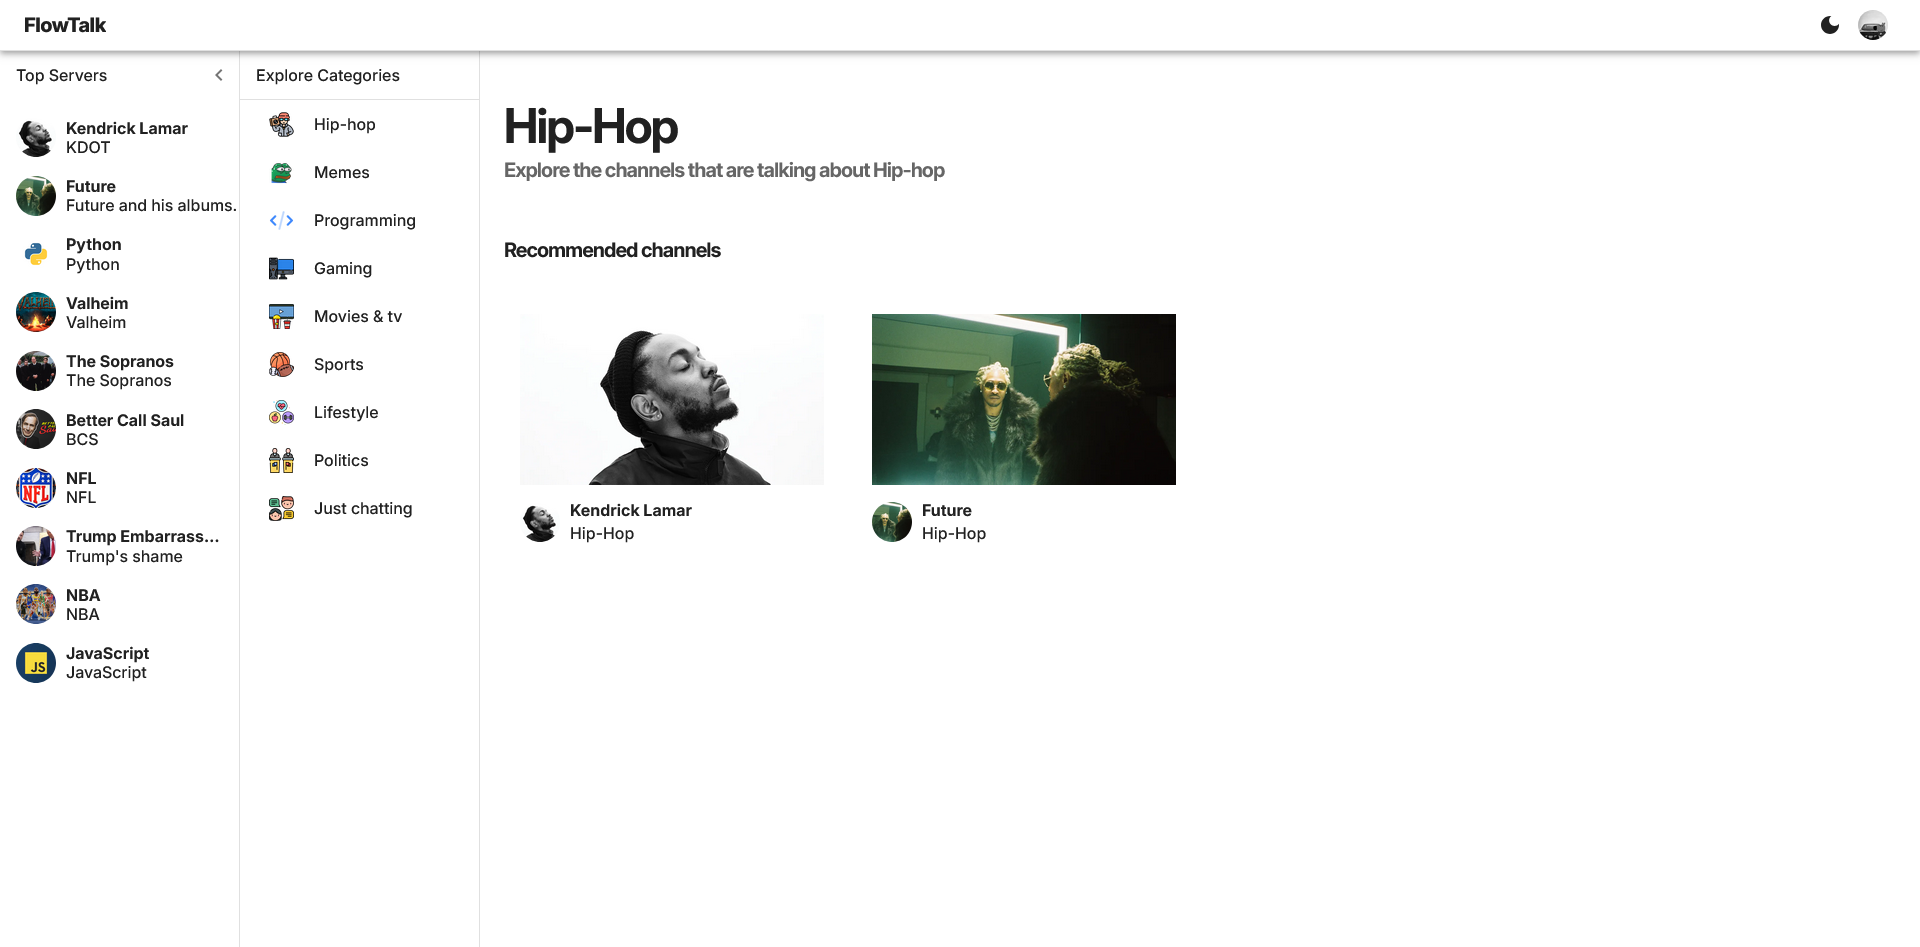 FlowTalk
Top Servers
Kendrick Lamar
KDOT
Future
Future and his albums.
Python
Python
Valheim
Valheim
The Sopranos
The Sopranos
Better Call Saul
BCS
NFL
NFL
NFL
Trump Embarrass...
Trump's shame
NBA
NBA
JS
JavaScript
JavaScript
Explore Categories
Hip-hop
Memes
Programming
Gaming
Movies & tv
Sports
Lifestyle
Politics
Just chatting
Hip-Hop
Explore the channels that are talking about Hip-hop
Recommended channels
Kendrick Lamar
Hip-Hop
Future
Hip-Hop